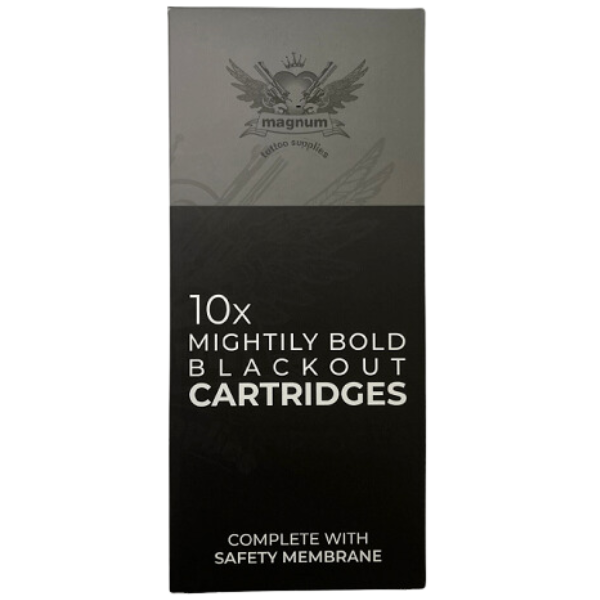 magnum
tattoo supplies
10x
MIGHTILY BOLD
BLACKOUT
CARTRIDGES
COMPLETE WITH
SAFETY MEMBRANE